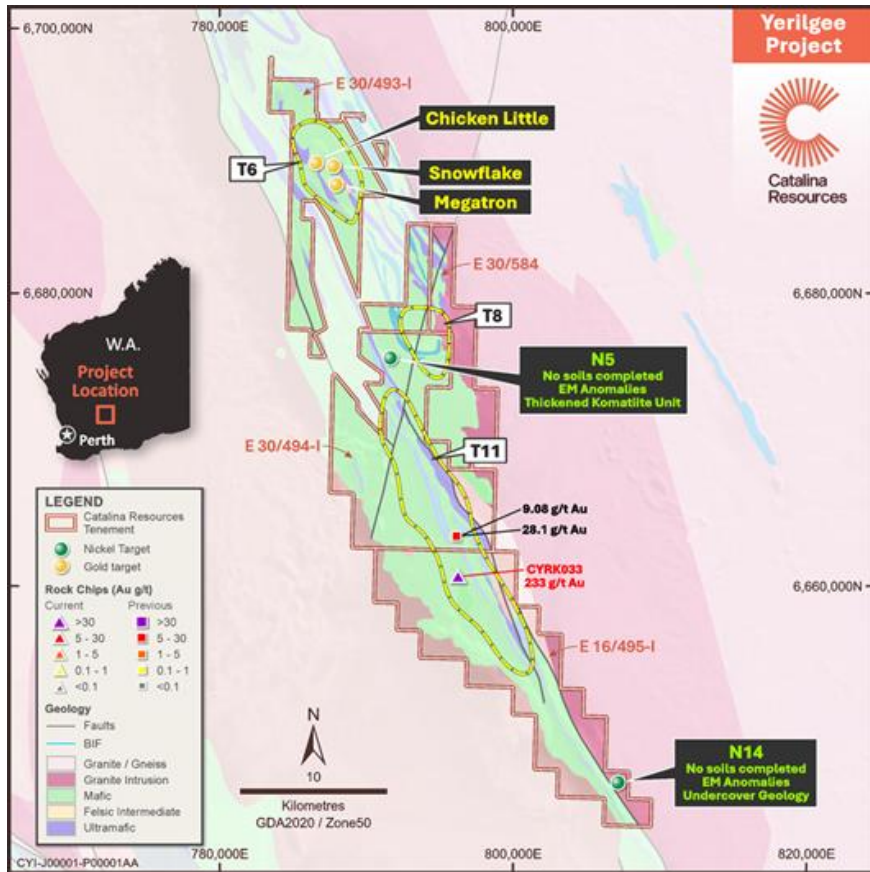 6,700,000N
780,000E
800,000E
Yerilgee
Project
Catalina
Resources
E 30/493-I
Chicken Little
T6
Snowflake
Megatron
6,680,000N
6,680,000N
E 30/584
T8
W.A.
Project
Location
Perth
N5
No soils completed
EM Anomalies
Thickened Komatiite Unit
E 30/494-I
T11
9.08 g/t Au
28.1 g/t Au
CYRK033
233 g/t Au
6,660,000N
E 16/495-I
LEGEND
Catalina Resources
Tenement
Nickel Target
Gold target
Rock Chips (Au g/t)
Current Previous
>30 >30
5 - 30 5 - 30
1 - 5 1 - 5
0.1 - 1 0.1 - 1
<0.1 <0.1
Geology
Faults
BIF
Granite / Gneiss
Granite Intrusion
Mafic
Felsic Intermediate
Ultramafic
N
10
Kilometres
GDA2020 / Zone50
N14
No soils completed
EM Anomalies
Undercover Geology
CYI-J00001-P00001AA
780,000E
800,000E
820,000E